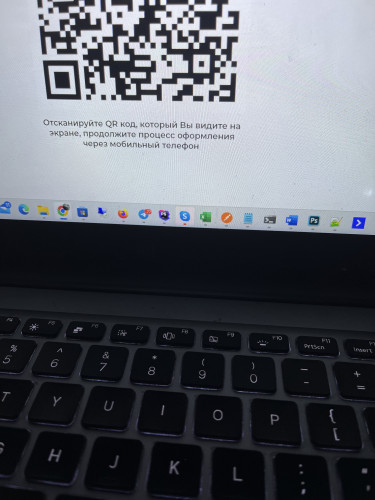 Отсканируйте QR код, который Вы видите на
экране, продолжите процесс оформления
через мобильный телефон
Ps
F5
F6
F7
F8
F9
F10
F11
PrtScn
Insert
%
5
^
6
&
7
*
8
(
9
)
0
-
+
=
T
Y
U
I
O
P
{
[
H
J
K
L
:
;
"